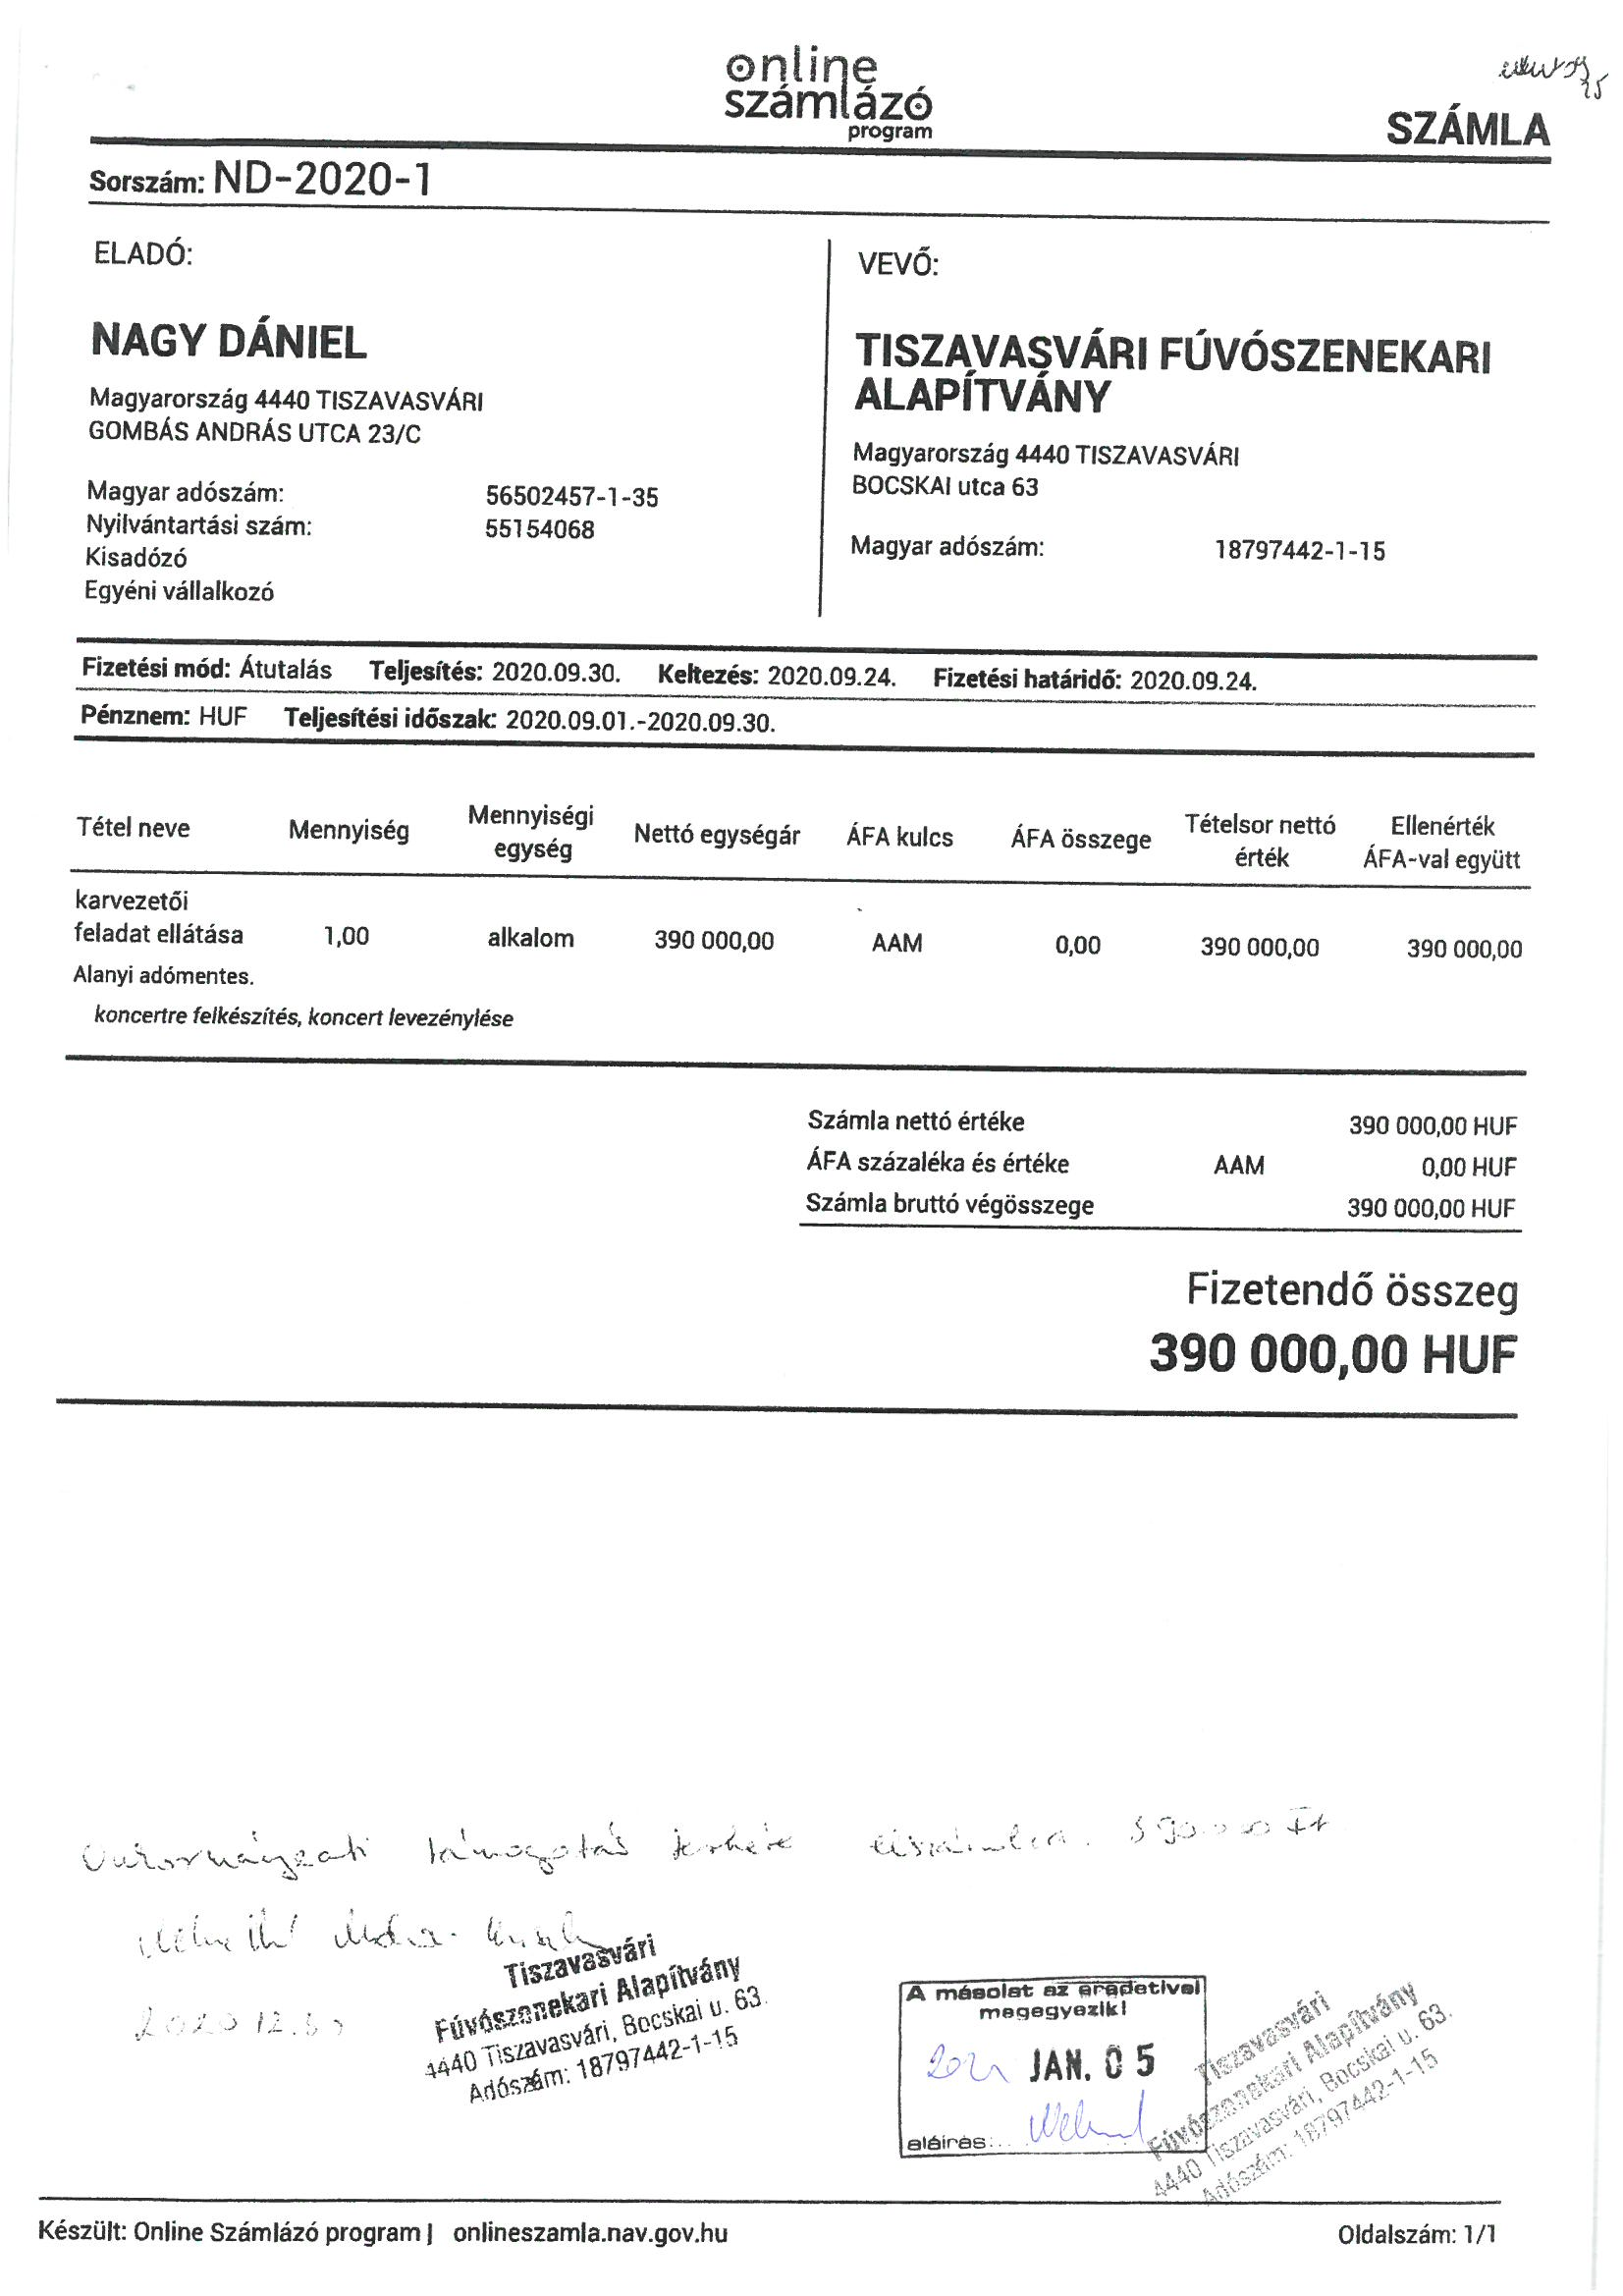 online
számlázó
program
SZÁMLA
Sorszám: ND-2020-1
ELADÓ:
NAGY DÁNIEL
Magyarország 4440 TISZAVASVÁRI
GOMBÁS ANDRÁS UTCA 23/C
Magyar adószám: 56502457-1-35
Nyilvántartási szám: 55154068
Kisadózó
Egyéni vállalkozó
VEVŐ:
TISZAVASVÁRI FÚVÓSZENEKARI
ALAPÍTVÁNY
Magyarország 4440 TISZAVASVÁRI
BOCSKAI utca 63
Magyar adószám: 18797442-1-15
Fizetési mód: Átutalás Teljesítés: 2020.09.30. Keltezés: 2020.09.24. Fizetési határidő: 2020.09.24.
Pénznem: HUF Teljesítési időszak: 2020.09.01.-2020.09.30.
Tétel neve Mennyiség Mennyiségi egység Nettó egységár ÁFA kulcs ÁFA összege Tételsor nettó érték Ellenérték ÁFA-val együtt
karvezetői
feladat ellátása 1,00 alkalom 390 000,00 AAM 0,00 390 000,00 390 000,00
Alanyi adómentes.
koncertre felkészítés, koncert levezénylése
Számla nettó értéke 390 000,00 HUF
ÁFA százaléka és értéke AAM 0,00 HUF
Számla bruttó végösszege 390 000,00 HUF
Fizetendő összeg
390 000,00 HUF
Önkormányzati támogatás terhére elszámolva.
Tiszavasvári
Fúvószenekari Alapítvány
4440 Tiszavasvári, Bocskai u. 63.
Adószám: 18797442-1-15
A másolat az eredetivel
megegyezik!
2021 JAN. 05
aláírás:
Tiszavasvári
Fúvószenekari Alapítvány
4440 Tiszavasvári, Bocskai u. 63.
Adószám: 18797442-1-15
Készült: Online Számlázó program | onlineszamla.nav.gov.hu
Oldalszám: 1/1